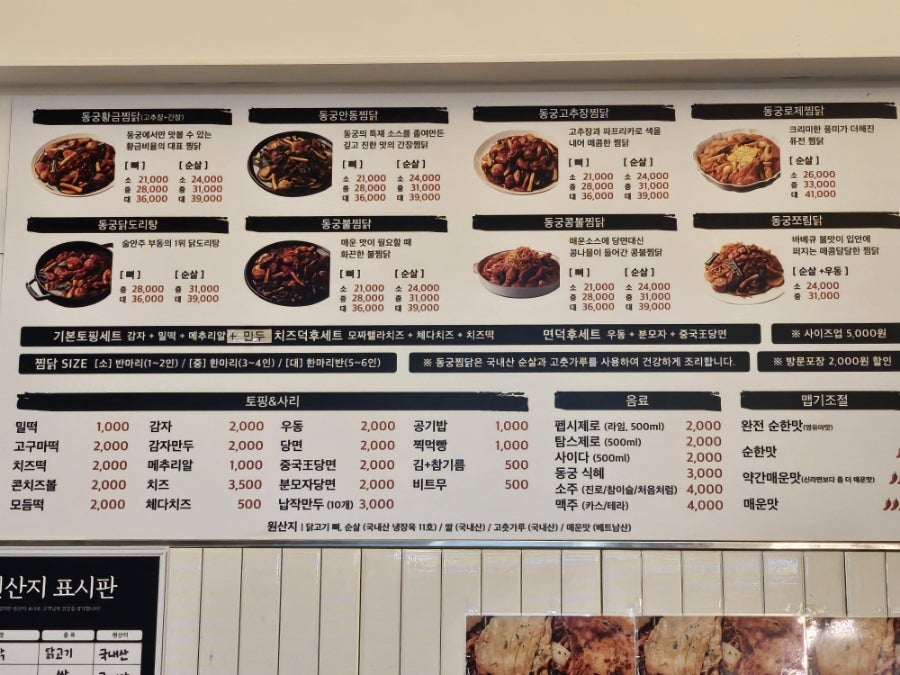 동궁황금찜닭(고추장+간장)
동궁에서만 맛볼 수 있는
황금비율의 대표 찜닭
[ 뼈 ] [ 순살 ]
소 21,000 소 24,000
중 28,000 중 31,000
대 36,000 대 39,000
동궁안동찜닭
동궁의 특제 소스를 졸여만든
깊고 진한 맛의 간장찜닭
[ 뼈 ] [ 순살 ]
소 21,000 소 24,000
중 28,000 중 31,000
대 36,000 대 39,000
동궁고추장찜닭
고추장과 파프리카로 색을
내어 매콤한 찜닭
[ 뼈 ] [ 순살 ]
소 21,000 소 24,000
중 28,000 중 31,000
대 36,000 대 39,000
동궁로제찜닭
크리미한 풍미가 더해진
퓨전 찜닭
[ 순살 ]
소 26,000
중 33,000
대 41,000
동궁닭도리탕
술안주 부동의 1위 닭도리탕
[ 뼈 ] [ 순살 ]
중 28,000 중 31,000
대 36,000 대 39,000
동궁불찜닭
매운 맛이 필요할 때
화끈한 불찜닭
[ 뼈 ] [ 순살 ]
소 21,000 소 24,000
중 28,000 중 31,000
대 36,000 대 39,000
동궁콩불찜닭
매운소스에 당면대신
콩나물이 들어간 콩불찜닭
[ 뼈 ] [ 순살 ]
소 21,000 소 24,000
중 28,000 중 31,000
대 36,000 대 39,000
동궁쪼림닭
바베큐 불맛이 입안에
퍼지는 매콤달달한 찜닭
[ 순살 +우동 ]
소 24,000
중 31,000
기본토핑세트 감자 + 밀떡 + 메추리알 + 만두 치즈덕후세트 모짜렐라치즈 + 체다치즈 + 치즈떡 면덕후세트 우동 + 분모자 + 중국당면
※ 사이즈업 5,000원
찜닭 SIZE [소] 반마리(1~2인) / [중] 한마리(3~4인) / [대] 한마리반(5~6인)
※ 동궁찜닭은 국내산 순살과 고춧가루를 사용하여 건강하게 조리합니다.
※ 방문포장 2,000원 할인
토핑&사리
밀떡 1,000 감자 2,000 우동 2,000 공기밥 1,000
고구마떡 2,000 감자만두 2,000 당면 2,000 찍먹빵 1,000
치즈떡 2,000 메추리알 1,000 중국당면 2,000 김+참기름 500
콘치즈볼 2,000 치즈 3,500 분모자당면 2,000 비트무 500
모듬떡 2,000 체다치즈 500 납작만두 (10개) 3,000
음료
펩시제로 (라임, 500ml) 2,000
탐스제로 (500ml) 2,000
사이다 (500ml) 2,000
동궁 식혜 3,000
소주 (진로/참이슬/처음처럼) 4,000
맥주 (카스/테라) 4,000
맵기조절
완전 순한맛
순한맛
약간매운맛(신라면보다 좀 더 매운맛)
매운맛
원산지 | 닭고기 뼈, 순살 (국내산 냉장육 11호) / 쌀 (국내산) / 고춧가루 (국내산) / 매운맛 (베트남산)
원산지 표시판
품목 원산지
닭고기 국내산
쌀